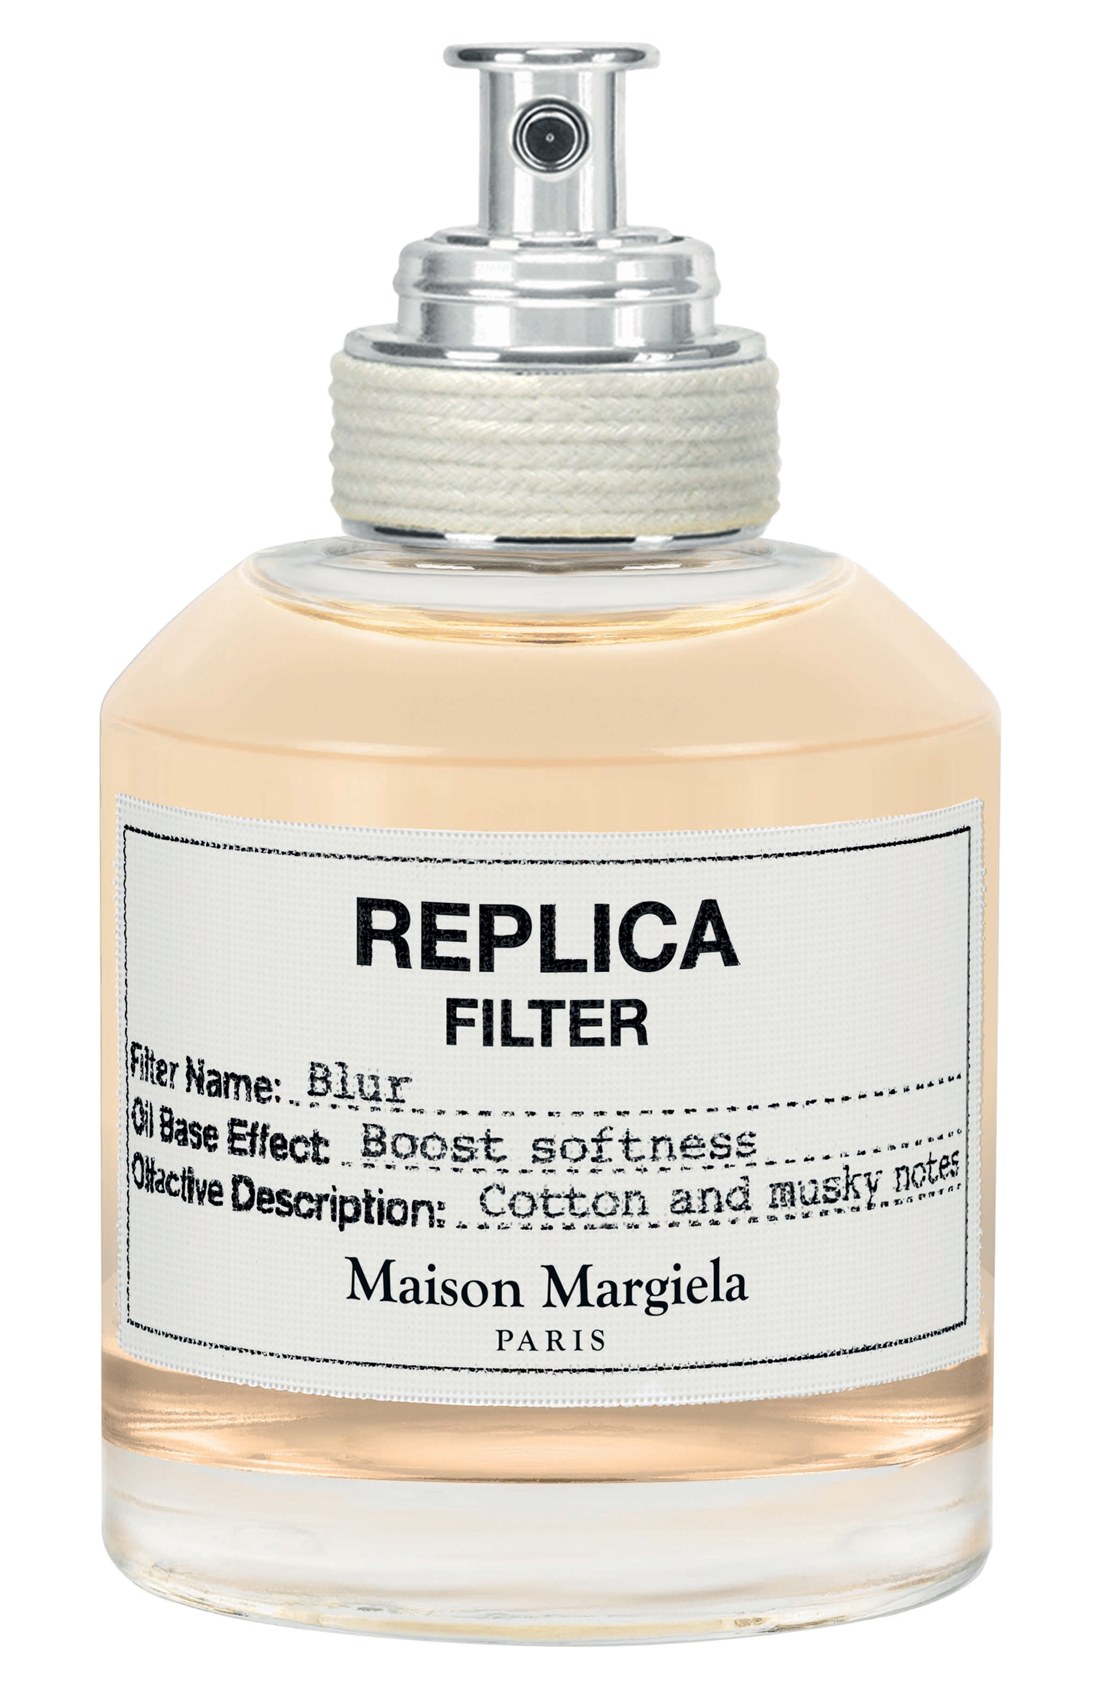 REPLICA
FILTER
Filter Name: Blur
Oil Base Effect: Boost softness
Olfactive Description: Cotton and musky notes
Maison Margiela
PARIS